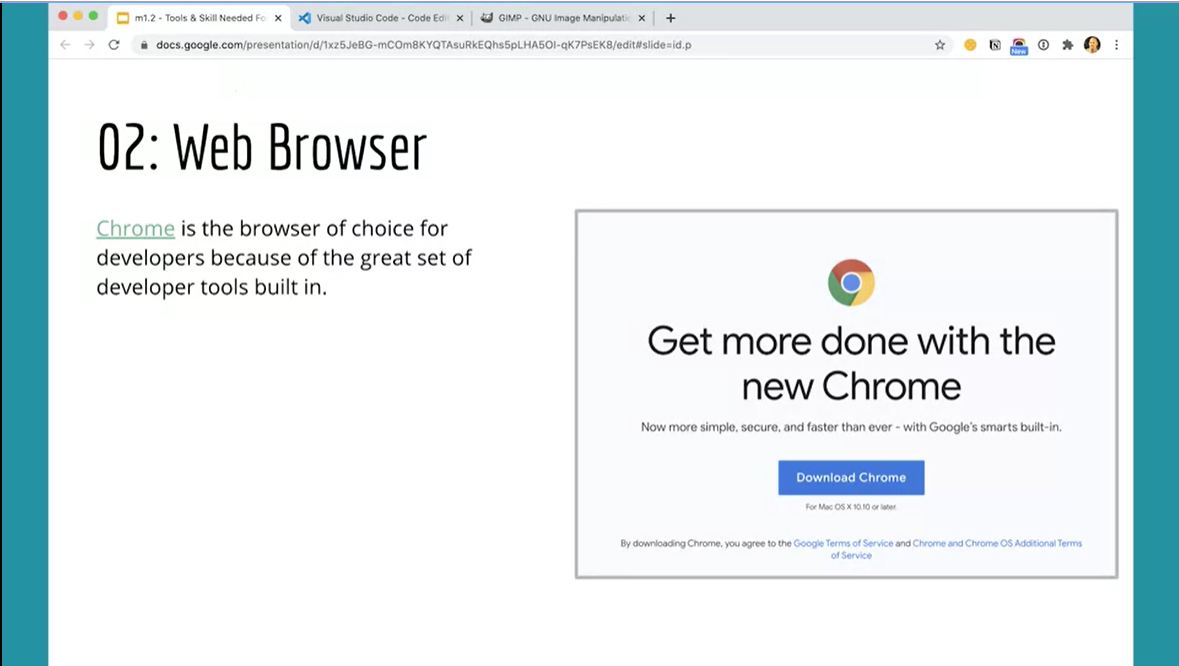 m1.2 - Tools & Skill Needed Fo
Visual Studio Code - Code Edi
GIMP - GNU Image Manipulati
docs.google.com/presentation/d/1xz5JeBG-mCOm8KYQTAsuRkEQhs5pLHA5OI-qK7PsEK8/edit#slide=id.p
New
02: Web Browser
Chrome is the browser of choice for
developers because of the great set of
developer tools built in.
Get more done with the
new Chrome
Now more simple, secure, and faster than ever - with Google's smarts built-in.
Download Chrome
For Mac OS X 10.10 or later.
By downloading Chrome, you agree to the Google Terms of Service and Chrome and Chrome OS Additional Terms
of Service